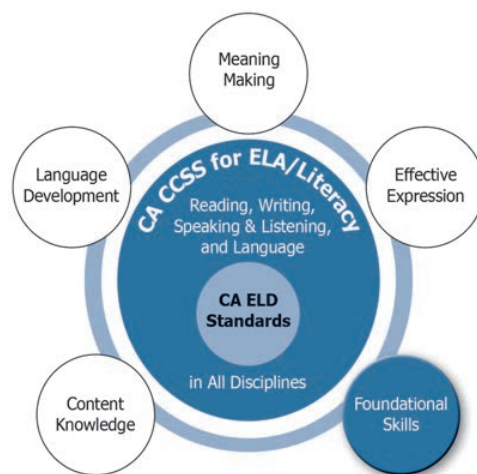 Meaning
Making
Language
Development
Effective
Expression
CA CCSS for ELA/Literacy
Reading, Writing,
Speaking & Listening,
and Language
CA ELD
Standards
in All Disciplines
Content
Knowledge
Foundational
Skills